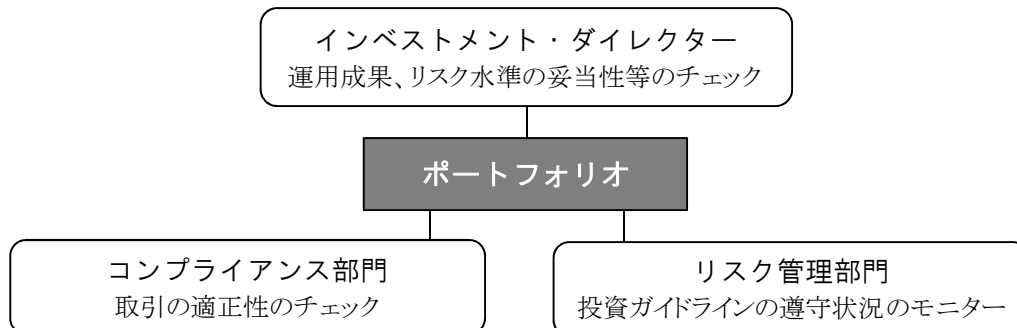 インベストメント・ダイレクター
運用成果、リスク水準の妥当性等のチェック
ポートフォリオ
コンプライアンス部門
取引の適正性のチェック
リスク管理部門
投資ガイドラインの遵守状況のモニター